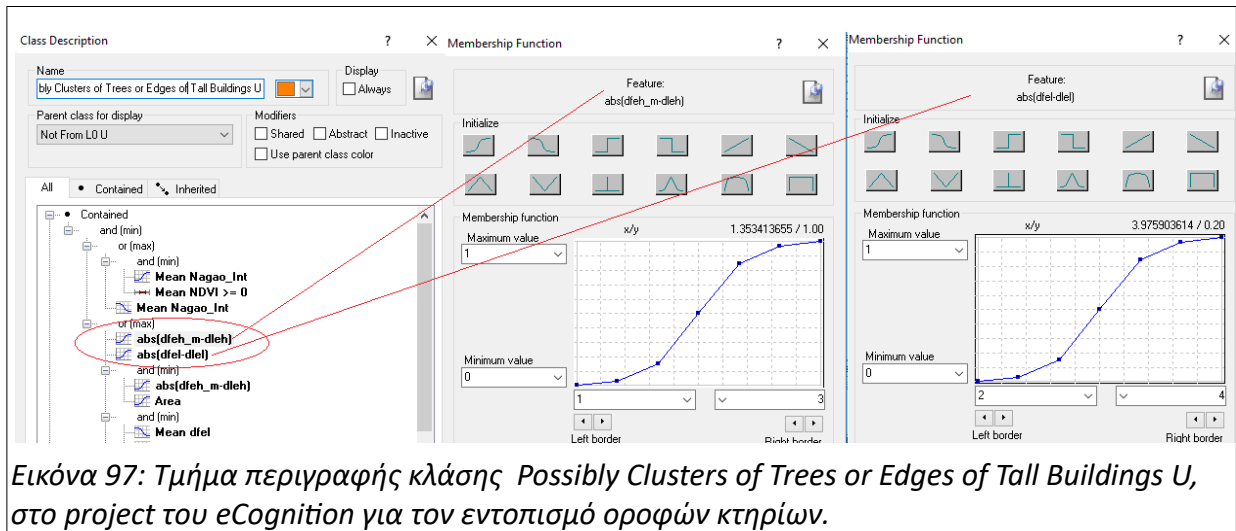 Class Description ? ×
Name
bly Clusters of Trees or Edges of Tall Buildings U
Display
Always
Parent class for display
Not From L0 U
Modifiers
Shared Abstract Inactive
Use parent class color
All Contained Inherited
Contained
and (min)
or (max)
and (min)
Mean Nagao_Int
Mean NDVI >= 0
Mean Nagao_Int
or (max)
abs(dfeh_m-dleh)
abs(dfel-dlel)
and (min)
abs(dfeh_m-dleh)
Area
and (min)
Mean dfel
Membership Function ? ×
Feature:
abs(dfeh_m-dleh)
Initialize
Membership function
Maximum value
x/y
1.353413655 / 1.00
1
Minimum value
0
1
3
Left border
Right border
Membership Function ? ×
Feature:
abs(dfel-dlel)
Initialize
Membership function
Maximum value
x/y
3.975903614 / 0.20
1
Minimum value
0
2
4
Left border
Right border
Εικόνα 97: Τμήμα περιγραφής κλάσης Possibly Clusters of Trees or Edges of Tall Buildings U,
στο project του eCognition για τον εντοπισμό οροφών κτηρίων.